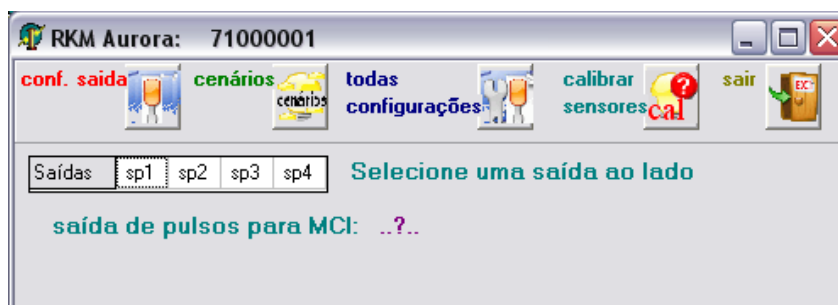 RKM Aurora: 71000001
conf. saida cenários todas configurações calibrar sensores sair
cenários cal EXIT
Saídas sp1 sp2 sp3 sp4 Selecione uma saída ao lado
saída de pulsos para MCI: ..?..